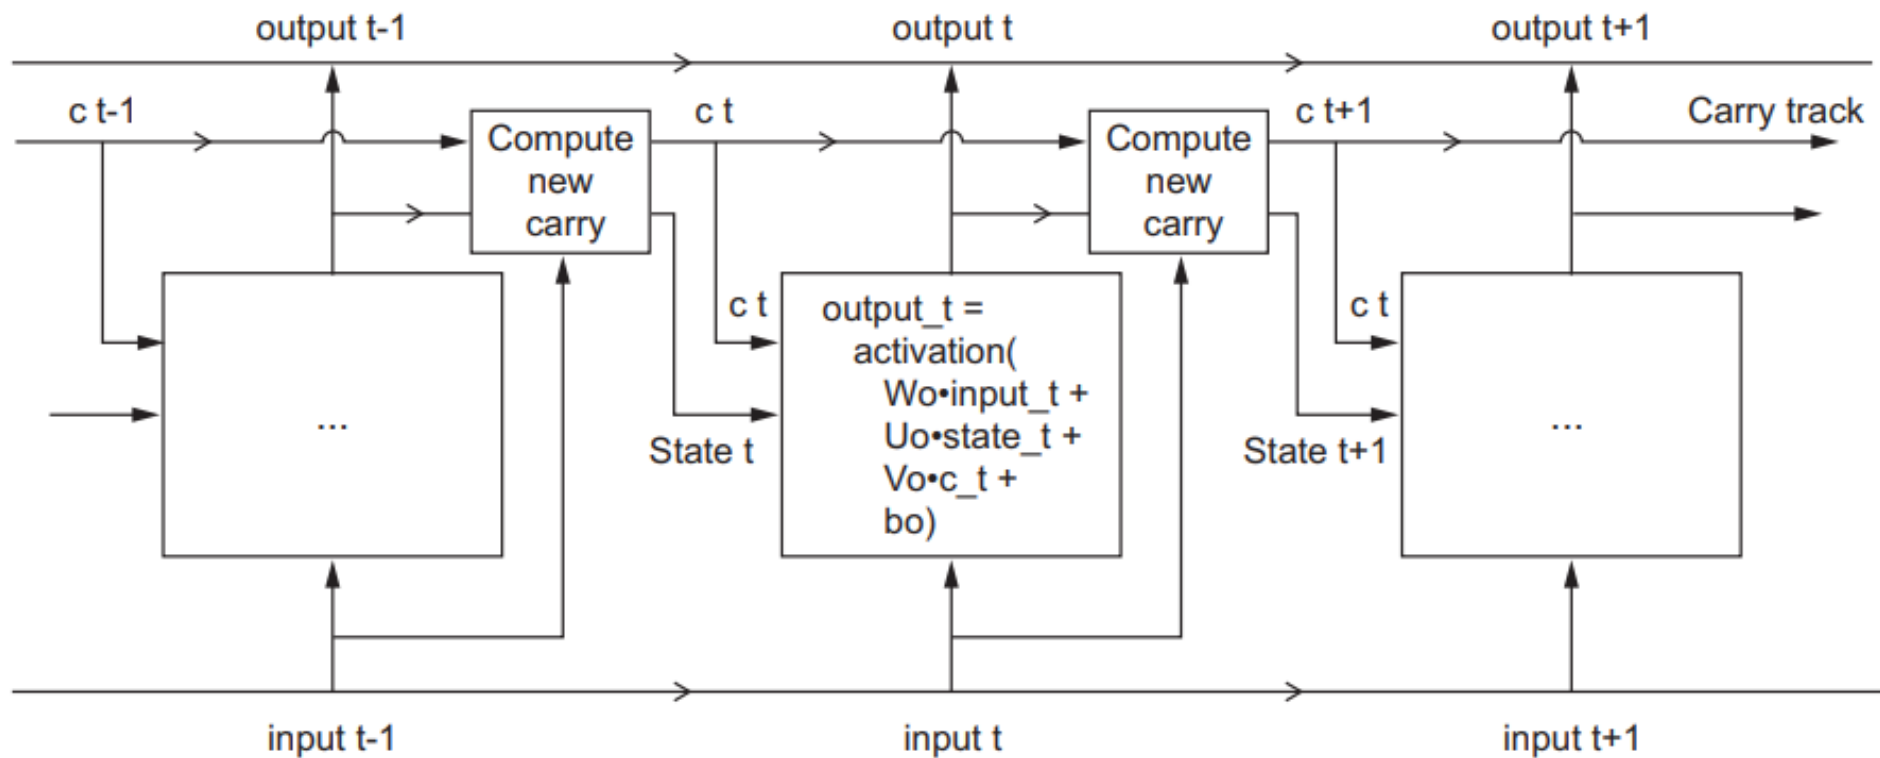 output t-1
output t
output t+1
c t-1
c t
c t+1
Carry track
Compute
new
carry
Compute
new
carry
c t
c t
...
output_t =
activation(
Wo•input_t +
Uo•state_t +
Vo•c_t +
bo)
...
State t
State t+1
input t-1
input t
input t+1